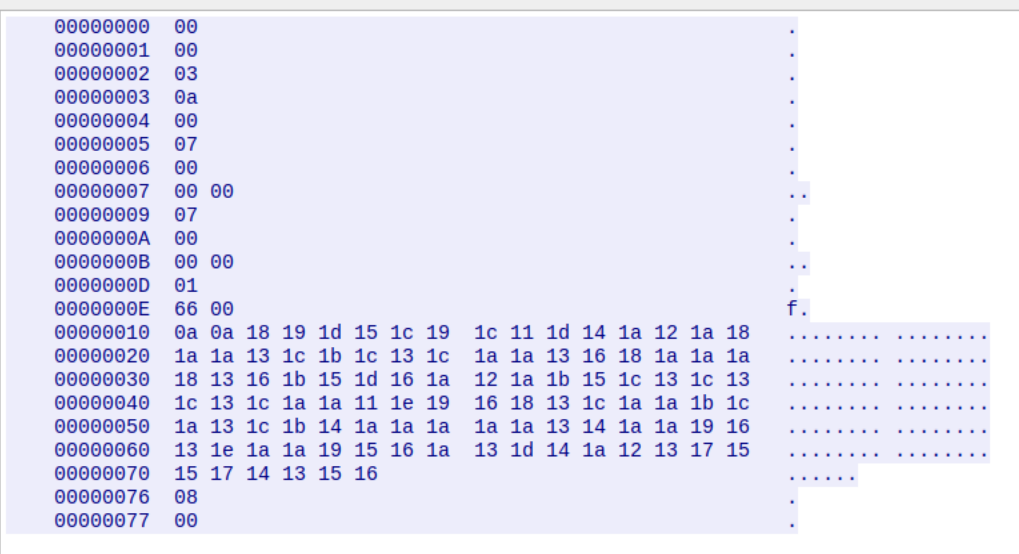 00000000 00 .
00000001 00 .
00000002 03 .
00000003 0a .
00000004 00 .
00000005 07 .
00000006 00 .
00000007 00 00 ..
00000009 07 .
0000000A 00 .
0000000B 00 00 ..
0000000D 01 .
0000000E 66 00 f.
00000010 0a 0a 18 19 1d 15 1c 19 1c 11 1d 14 1a 12 1a 18 ........ ........
00000020 1a 1a 13 1c 1b 1c 13 1c 1a 1a 13 16 18 1a 1a 1a ........ ........
00000030 18 13 16 1b 15 1d 16 1a 12 1a 1b 15 1c 13 1c 13 ........ ........
00000040 1c 13 1c 1a 1a 11 1e 19 16 18 13 1c 1a 1a 1b 1c ........ ........
00000050 1a 13 1c 1b 14 1a 1a 1a 1a 1a 13 14 1a 1a 19 16 ........ ........
00000060 13 1e 1a 1a 19 15 16 1a 13 1d 14 1a 12 13 17 15 ........ ........
00000070 15 17 14 13 15 16 ......
00000076 08 .
00000077 00 .